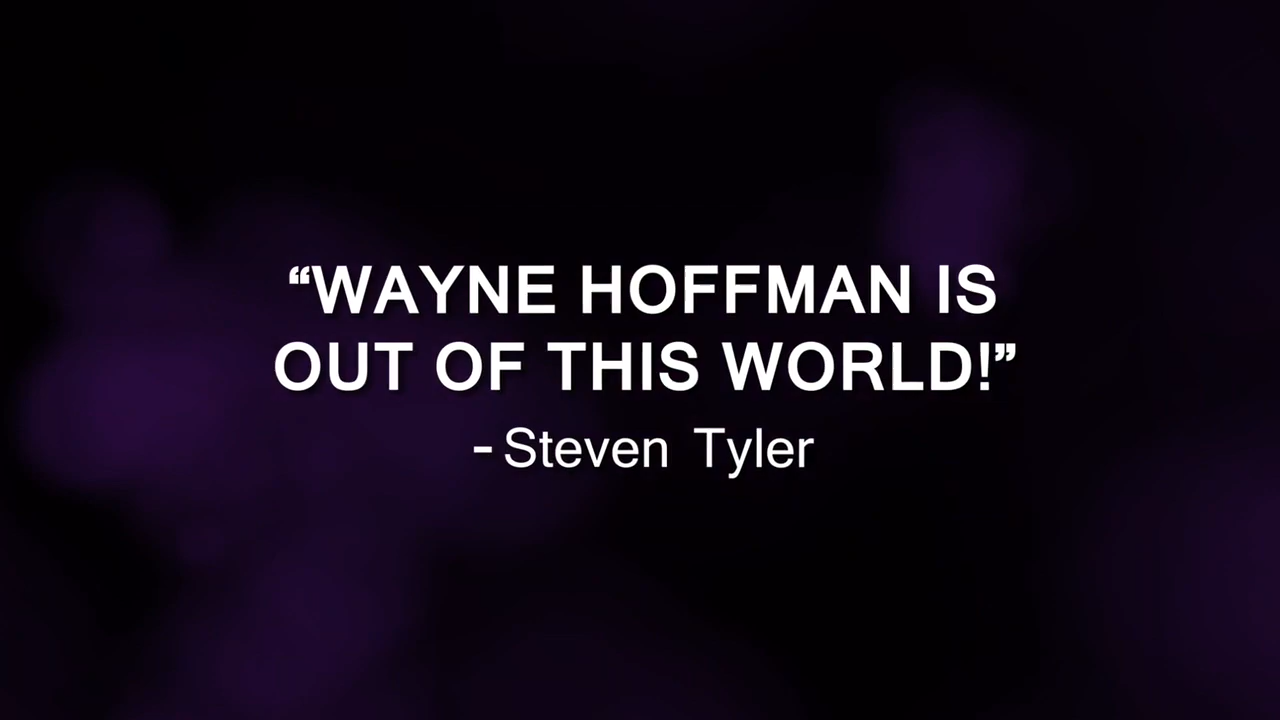 “WAYNE HOFFMAN IS
OUT OF THIS WORLD!”
-Steven Tyler